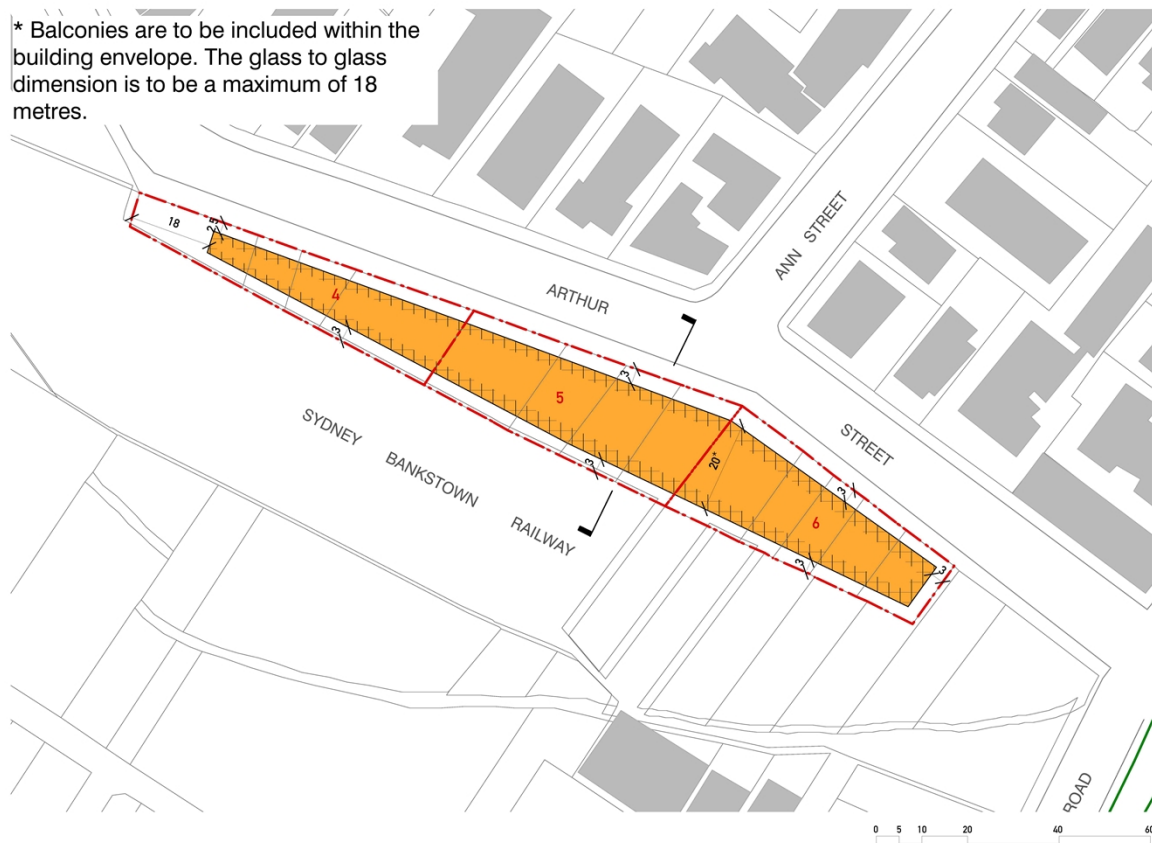 * Balconies are to be included within the
building envelope. The glass to glass
dimension is to be a maximum of 18
metres.
18
2.5
ARTHUR
ANN STREET
4
3
3
5
STREET
SYDNEY BANKSTOWN RAILWAY
3
20*
3
6
3
3
ROAD
0 5 10 20 40 60